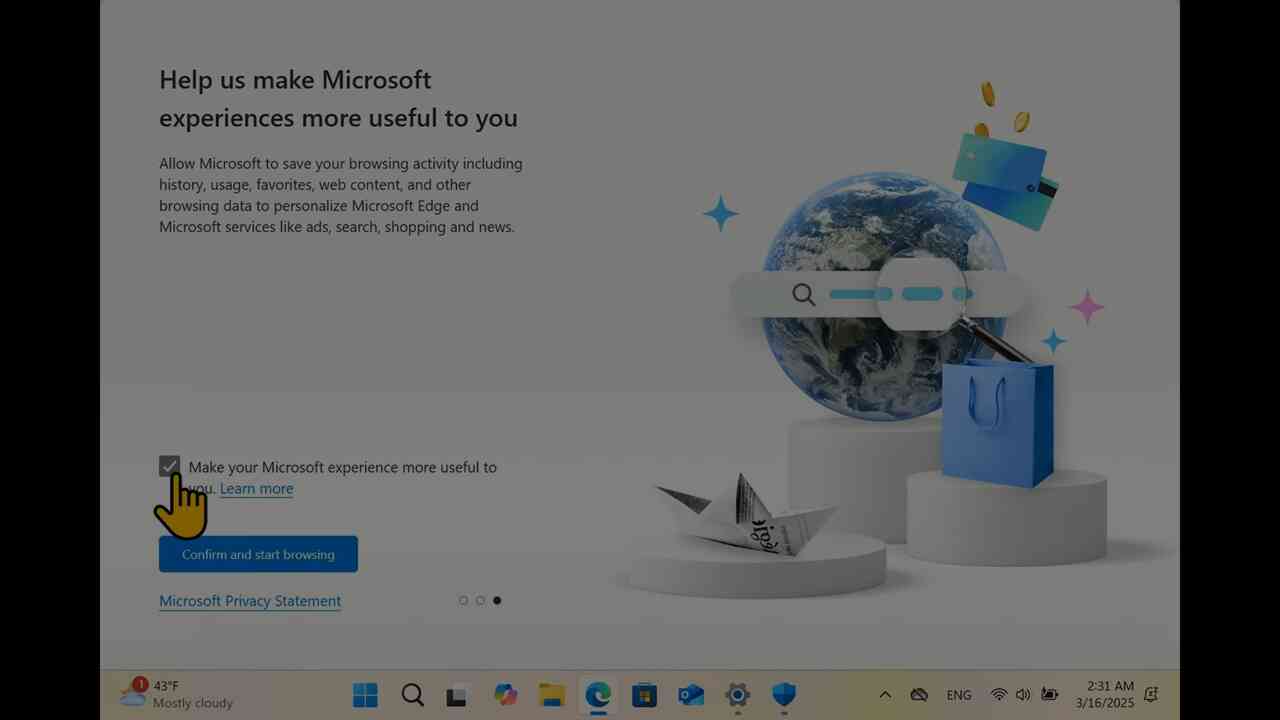 Help us make Microsoft
experiences more useful to you
Allow Microsoft to save your browsing activity including
history, usage, favorites, web content, and other
browsing data to personalize Microsoft Edge and
Microsoft services like ads, search, shopping and news.
Make your Microsoft experience more useful to
you. Learn more
Confirm and start browsing
Microsoft Privacy Statement
1
43°F
Mostly cloudy
ENG
2:31 AM
3/16/2025